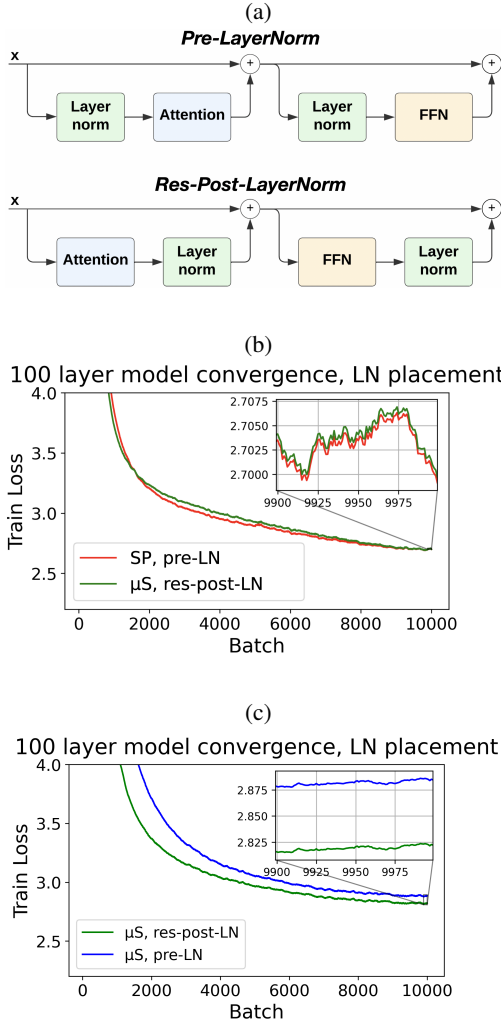 (a)
Pre-LayerNorm
x
+
+
Layer
norm
Attention
Layer
norm
FFN
Res-Post-LayerNorm
x
+
+
Attention
Layer
norm
FFN
Layer
norm
(b)
100 layer model convergence, LN placement
Train Loss
4.0
3.5
3.0
2.5
2.7075
2.7050
2.7025
2.7000
9900 9925 9950 9975
SP, pre-LN
μS, res-post-LN
0 2000 4000 6000 8000 10000
Batch
(c)
100 layer model convergence, LN placement
Train Loss
4.0
3.5
3.0
2.5
2.875
2.825
9900 9925 9950 9975
μS, res-post-LN
μS, pre-LN
0 2000 4000 6000 8000 10000
Batch